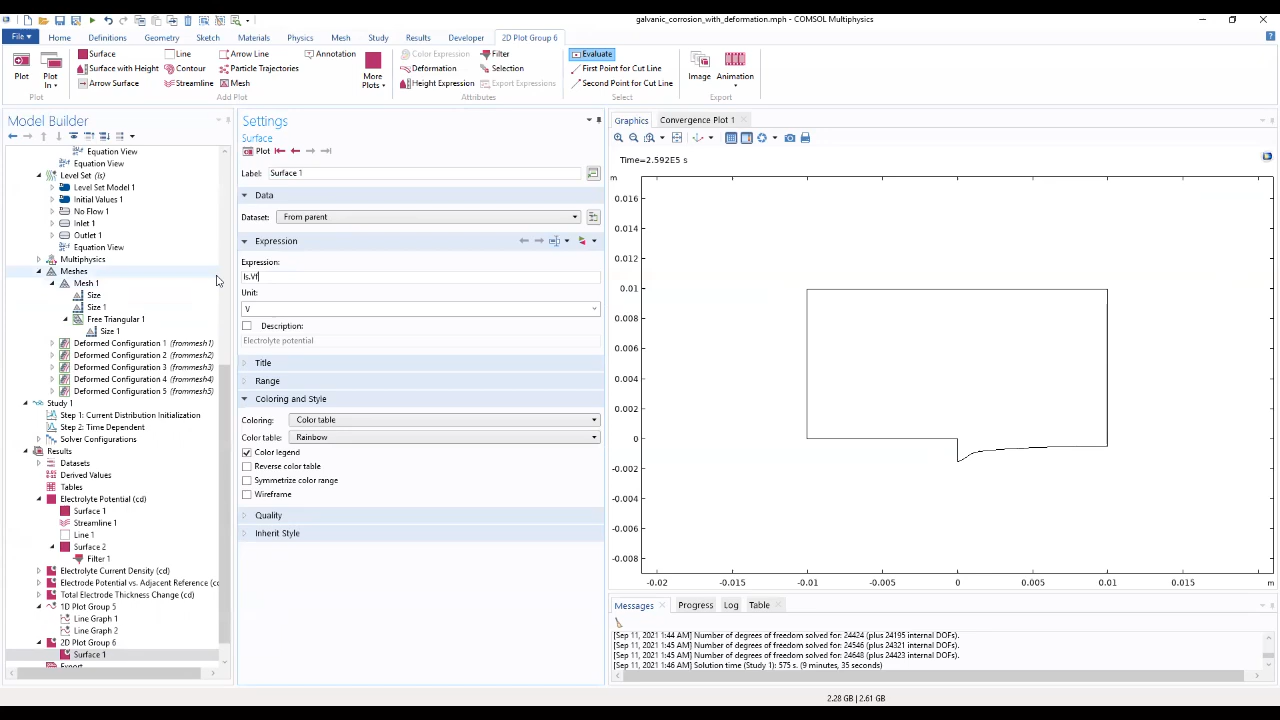 galvanic_corrosion_with_deformation.mph - COMSOL Multiphysics
File
Home
Definitions
Geometry
Sketch
Materials
Physics
Mesh
Study
Results
Developer
2D Plot Group 6
Plot
Plot In
Plot
Surface
Surface with Height
Arrow Surface
Line
Contour
Streamline
Arrow Line
Particle Trajectories
Mesh
Annotation
More Plots
Add Plot
Color Expression
Deformation
Height Expression
Filter
Selection
Export Expressions
Attributes
Evaluate
First Point for Cut Line
Second Point for Cut Line
Select
Image
Animation
Export
Model Builder
Equation View
Equation View
Level Set (ls)
Level Set Model 1
Initial Values 1
No Flow 1
Inlet 1
Outlet 1
Equation View
Multiphysics
Meshes
Mesh 1
Size
Size 1
Free Triangular 1
Size 1
Deformed Configuration 1 (frommesh1)
Deformed Configuration 2 (frommesh2)
Deformed Configuration 3 (frommesh3)
Deformed Configuration 4 (frommesh4)
Deformed Configuration 5 (frommesh5)
Study 1
Step 1: Current Distribution Initialization
Step 2: Time Dependent
Solver Configurations
Results
Datasets
Derived Values
Tables
Electrolyte Potential (cd)
Surface 1
Streamline 1
Line 1
Surface 2
Filter 1
Electrolyte Current Density (cd)
Electrode Potential vs. Adjacent Reference (cd
Total Electrode Thickness Change (cd)
1D Plot Group 5
Line Graph 1
Line Graph 2
2D Plot Group 6
Surface 1
Settings
Surface
Plot
Label: Surface 1
Data
Dataset: From parent
Expression
Expression:
ls.Vf
Unit:
V
Description:
Electrolyte potential
Title
Range
Coloring and Style
Coloring: Color table
Color table: Rainbow
Color legend
Reverse color table
Symmetrize color range
Wireframe
Quality
Inherit Style
Graphics
Convergence Plot 1
Time=2.592E5 s
m
0.016
0.014
0.012
0.01
0.008
0.006
0.004
0.002
0
-0.002
-0.004
-0.006
-0.008
-0.02 -0.015 -0.01 -0.005 0 0.005 0.01 0.015 m
Messages
Progress
Log
Table
[Sep 11, 2021 1:44 AM] Number of degrees of freedom solved for: 24424 (plus 24195 internal DOFs).
[Sep 11, 2021 1:45 AM] Number of degrees of freedom solved for: 24546 (plus 24321 internal DOFs).
[Sep 11, 2021 1:45 AM] Number of degrees of freedom solved for: 24648 (plus 24423 internal DOFs).
[Sep 11, 2021 1:46 AM] Solution time (Study 1): 575 s. (9 minutes, 35 seconds)
2.28 GB | 2.61 GB